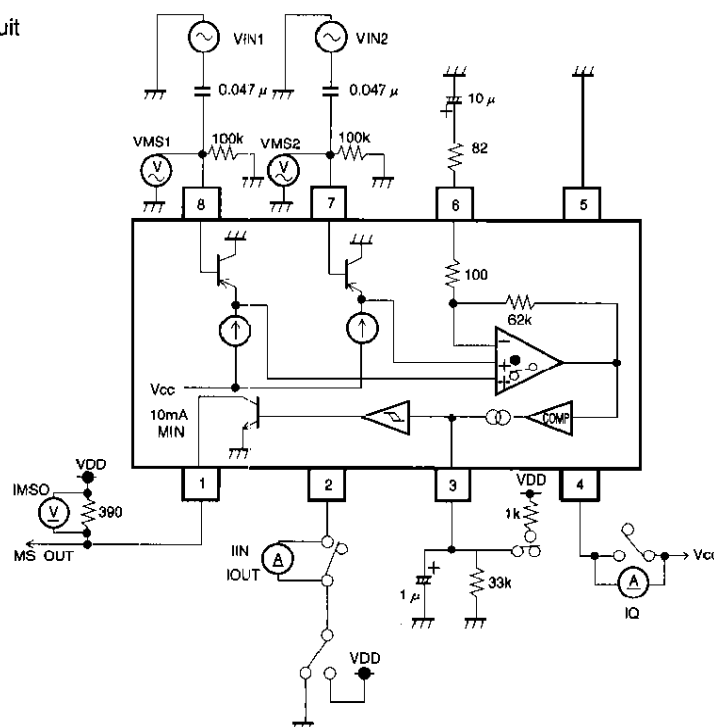 uit
VIN1
VIN2
0.047 μ
0.047 μ
10 μ
+
VMS1
100k
VMS2
100k
82
V
V
8
7
6
5
100
62k
−
+
+
Vcc
10mA
MIN
COMP
1
2
3
4
VDD
VDD
IMSO
V
390
1k
MS OUT
IIN
IOUT
A
+
1 μ
33k
A
Vcc
IQ
VDD